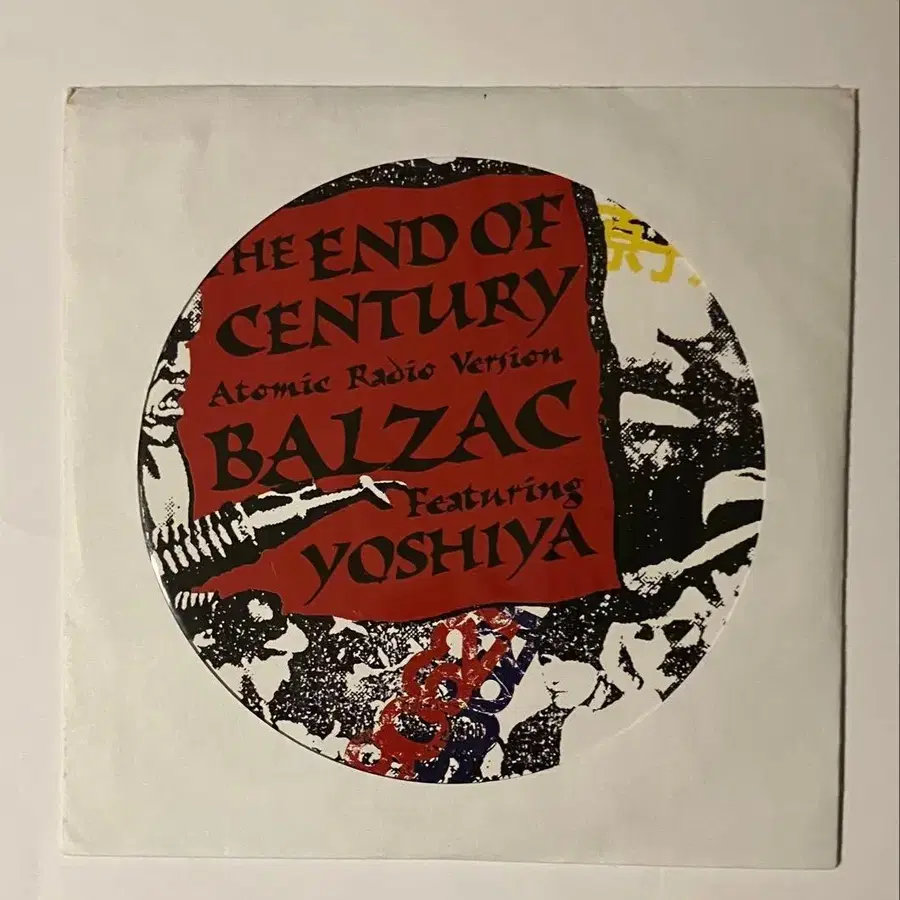 THE END OF
CENTURY
Atomic Radio Version
BALZAC
Featuring
YOSHIYA